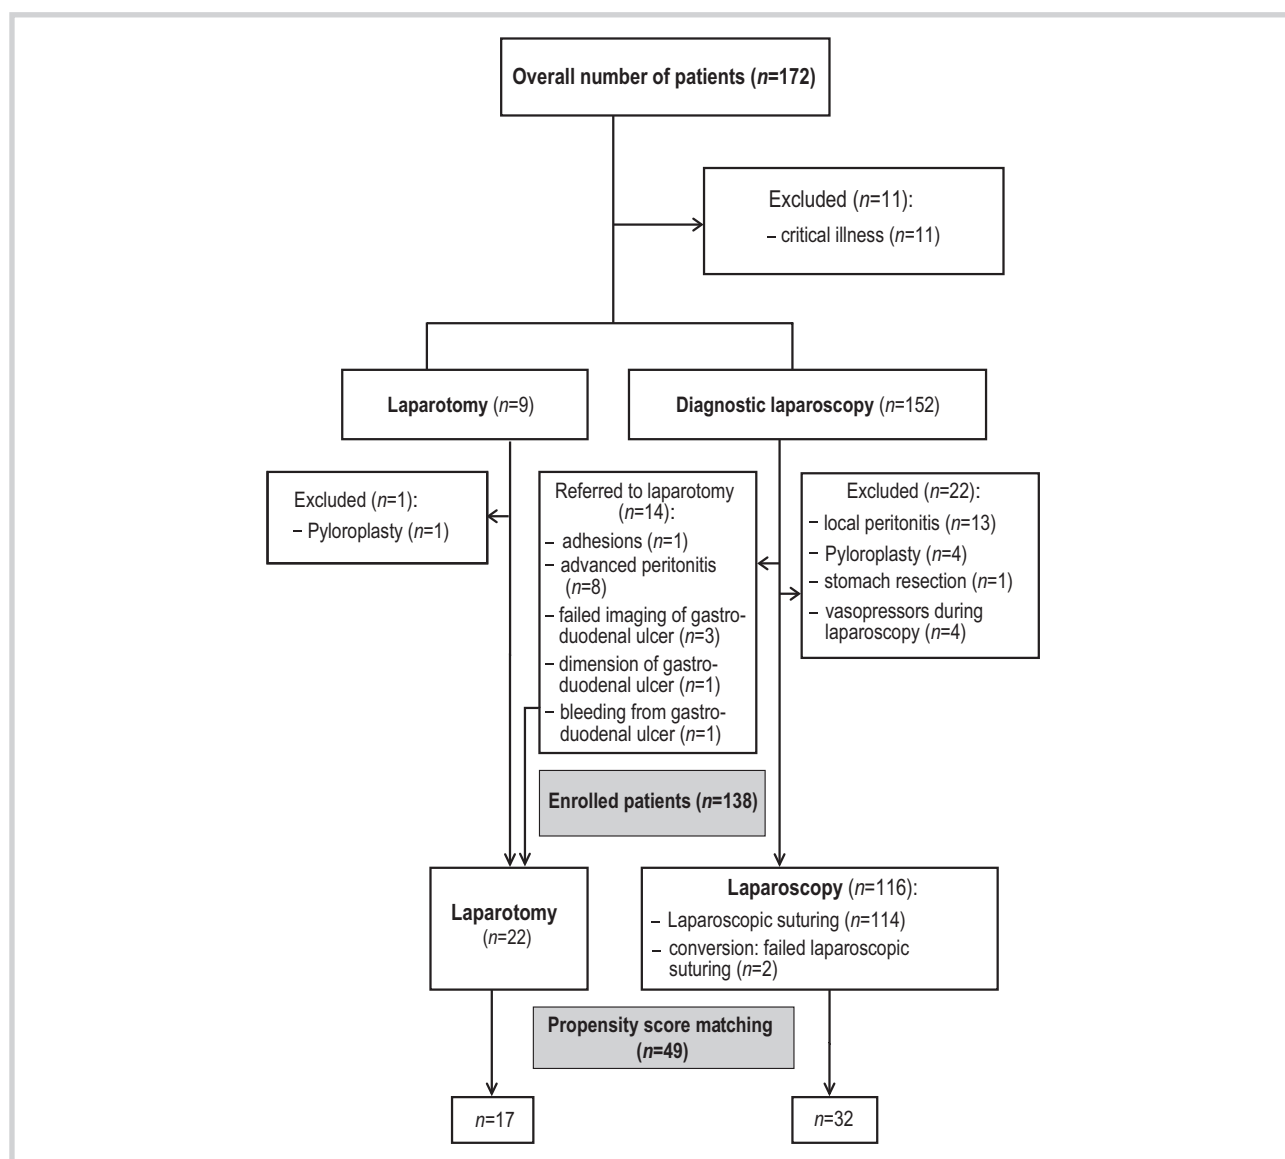 Overall number of patients (n=172)
Excluded (n=11):
– critical illness (n=11)
Laparotomy (n=9)
Diagnostic laparoscopy (n=152)
Excluded (n=1):
– Pyloroplasty (n=1)
Referred to laparotomy
(n=14):
– adhesions (n=1)
– advanced peritonitis
(n=8)
– failed imaging of gastro-
duodenal ulcer (n=3)
– dimension of gastro-
duodenal ulcer (n=1)
– bleeding from gastro-
duodenal ulcer (n=1)
Excluded (n=22):
– local peritonitis (n=13)
– Pyloroplasty (n=4)
– stomach resection (n=1)
– vasopressors during
laparoscopy (n=4)
Enrolled patients (n=138)
Laparotomy
(n=22)
Laparoscopy (n=116):
– Laparoscopic suturing (n=114)
– conversion: failed laparoscopic
suturing (n=2)
Propensity score matching
(n=49)
n=17
n=32